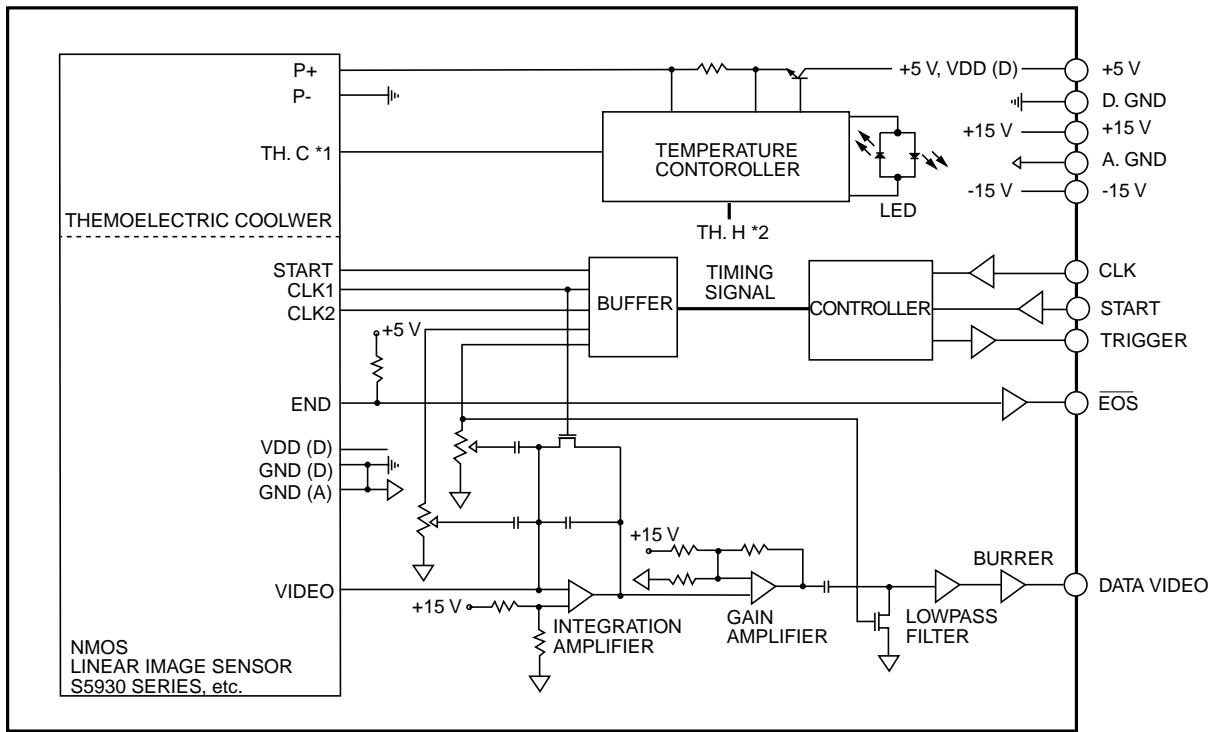 P+
+5 V, VDD (D)
+5 V
P-
D. GND
+15 V
+15 V
TH. C *1
TEMPERATURE
CONTOROLLER
A. GND
-15 V
-15 V
LED
THEMOELECTRIC COOLWER
TH. H *2
START
CLK1
CLK2
BUFFER
TIMING
SIGNAL
CONTROLLER
CLK
START
TRIGGER
+5 V
END
EOS
VDD (D)
GND (D)
GND (A)
+15 V
VIDEO
+15 V
INTEGRATION
AMPLIFIER
GAIN
AMPLIFIER
BURRER
LOWPASS
FILTER
DATA VIDEO
NMOS
LINEAR IMAGE SENSOR
S5930 SERIES, etc.